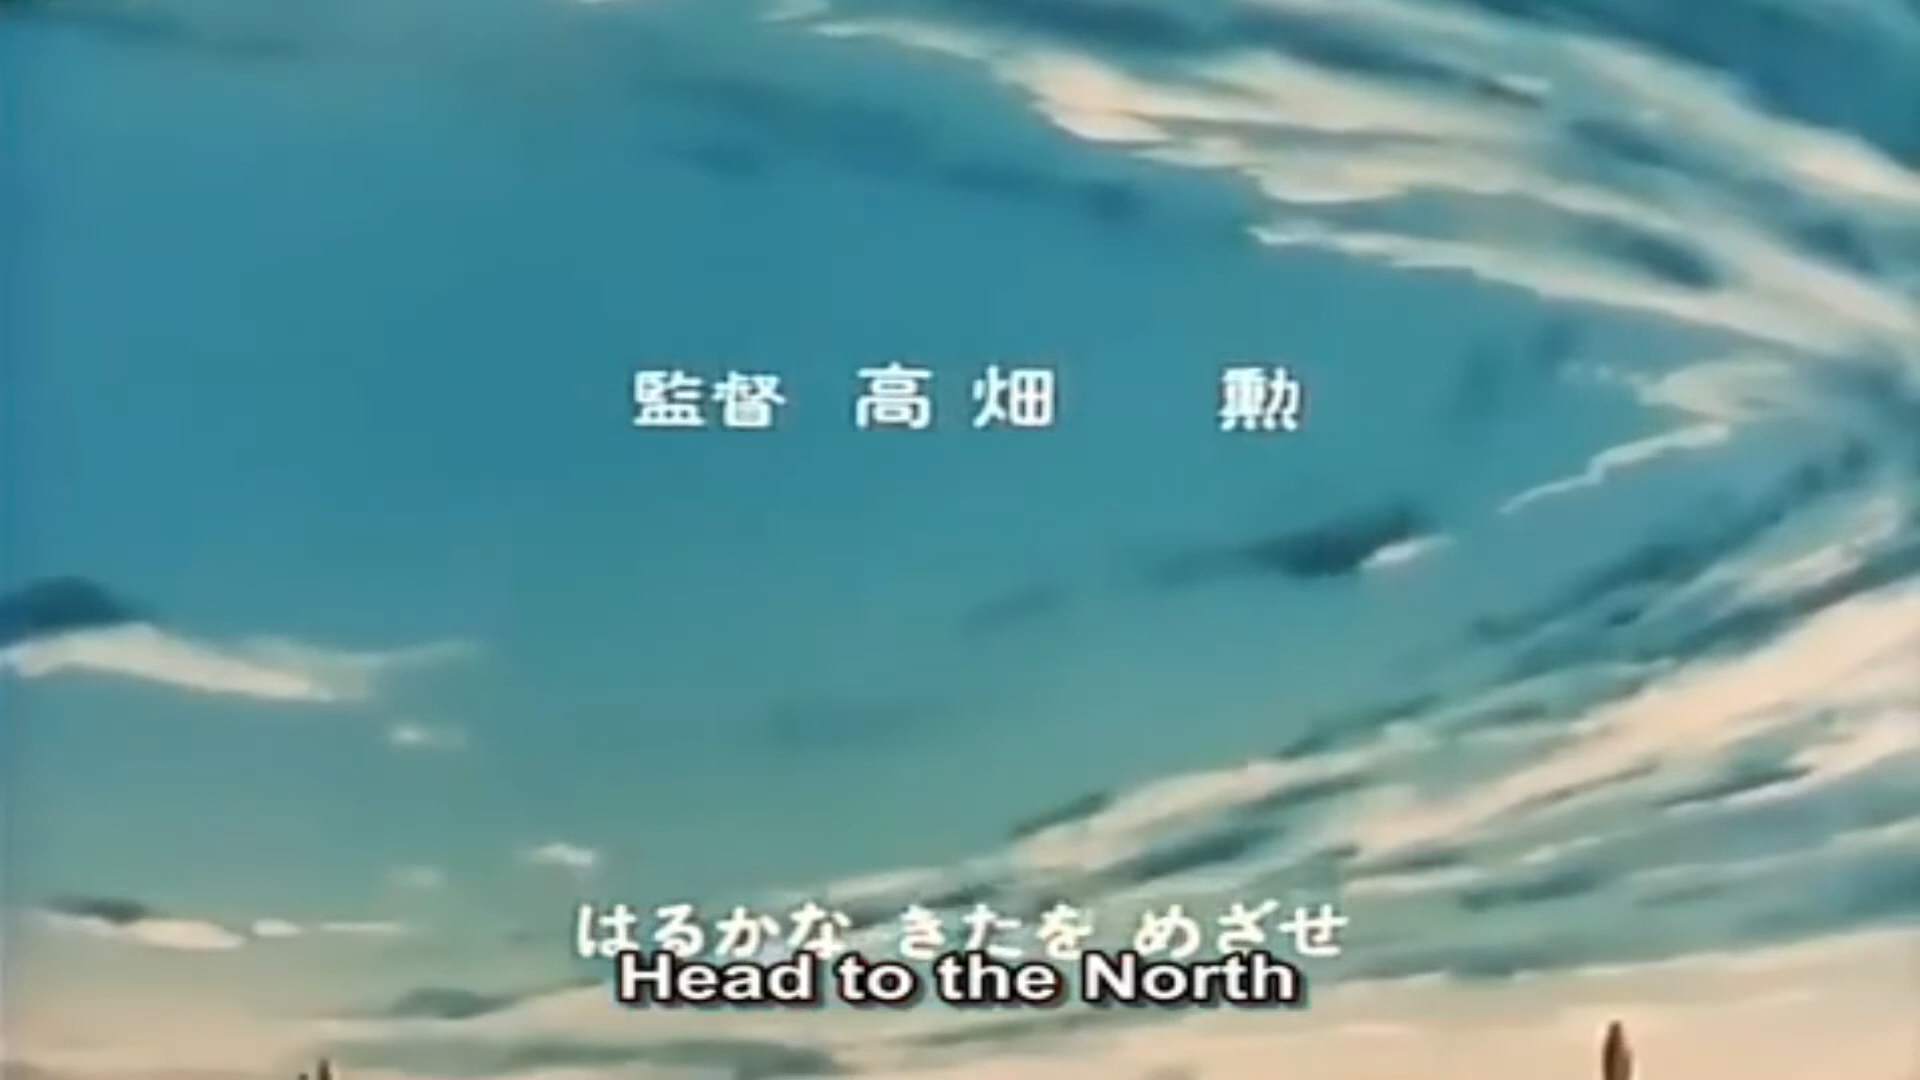 監督 高畑 勲
はるかな きたを めざせ
Head to the North